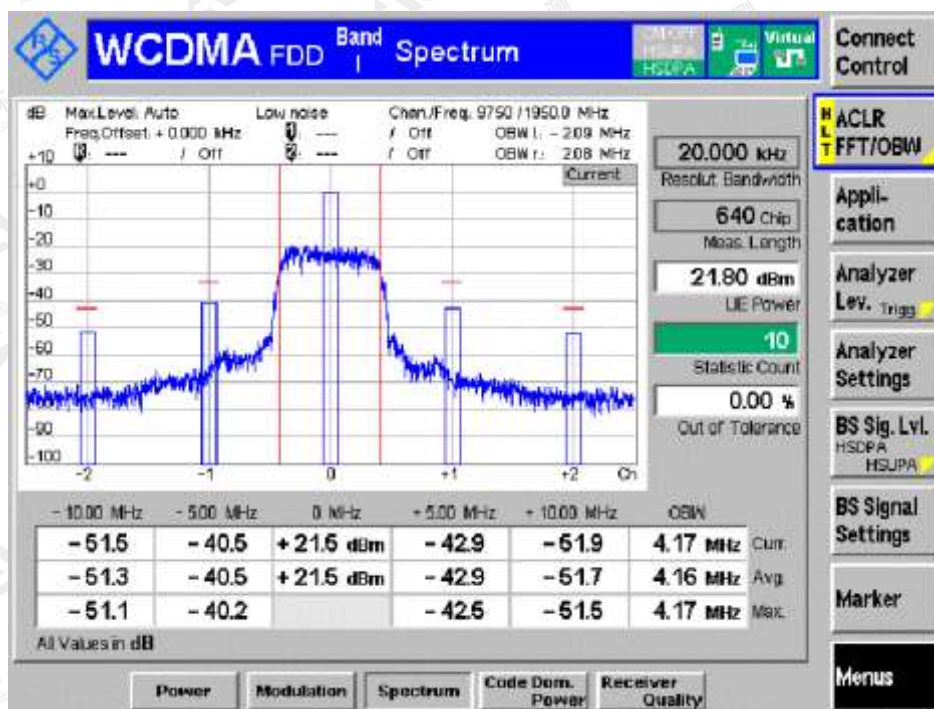 WCDMA FDD Band I Spectrum
HSUPA
HSDPA
Virtual
Connect Control
dB Max.Level: Auto Low noise Chan./Freq. 9750 / 1950.0 MHz
Freq.Offset: + 0.000 kHz 1: --- / Off OBW l.: - 2.09 MHz
R: --- / Off 2: --- / Off OBW r.: 2.08 MHz
Current
+10
+0
-10
-20
-30
-40
-50
-60
-70
-90
-100
-2 -1 0 +1 +2 Ch
20.000 kHz
Resolut. Bandwidth
640 Chip
Meas. Length
21.80 dBm
UE Power
10
Statistic Count
0.00 %
Out of Tolerance
HLT
ACLR
FFT/OBW
Appli-
cation
Analyzer
Lev. Trigg.
Analyzer
Settings
BS Sig. Lvl.
HSDPA
HSUPA
BS Signal
Settings
Marker
Menus
- 10.00 MHz - 5.00 MHz 0 MHz + 5.00 MHz + 10.00 MHz OBW
- 51.5 - 40.5 + 21.5 dBm - 42.9 - 51.9 4.17 MHz Curr.
- 51.3 - 40.5 + 21.5 dBm - 42.9 - 51.7 4.16 MHz Avg.
- 51.1 - 40.2 - 42.5 - 51.5 4.17 MHz Max.
All Values in dB
Power
Modulation
Spectrum
Code Dom.
Power
Receiver
Quality